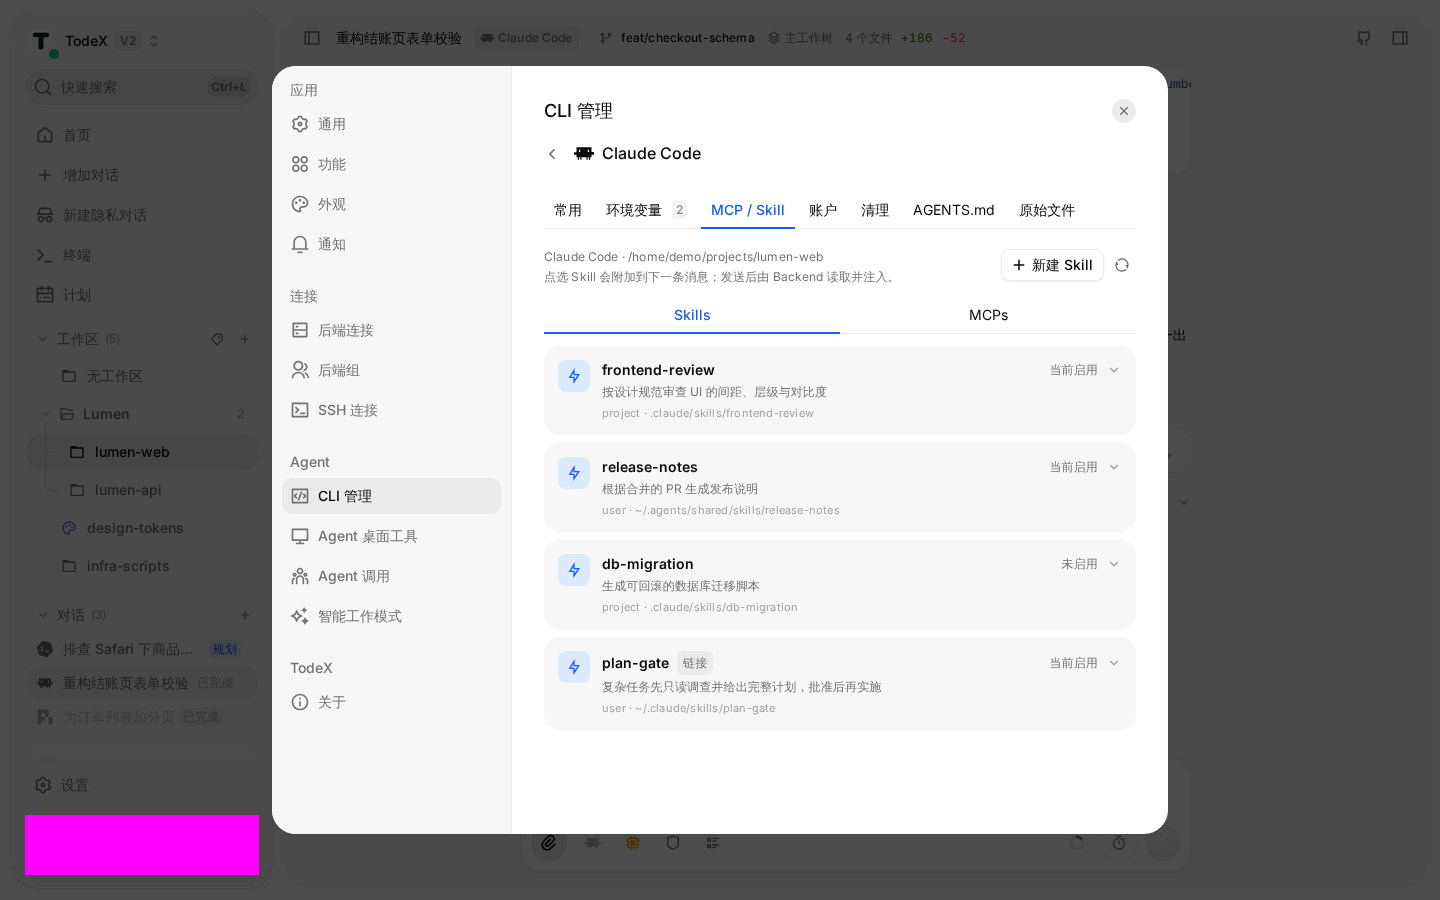 TodeX V2
快速搜索 Ctrl+L
首页
增加对话
新建隐私对话
终端
计划
工作区 (5)
无工作区
Lumen 2
lumen-web
lumen-api
design-tokens
infra-scripts
对话 (3)
排查 Safari 下商品... 规划
重构结账页表单校验 已完成
为订单列表加分页 已完成
设置
重构结账页表单校验 Claude Code feat/checkout-schema 主工作树 4 个文件 +186 −52
应用
通用
功能
外观
通知
连接
后端连接
后端组
SSH 连接
Agent
CLI 管理
Agent 桌面工具
Agent 调用
智能工作模式
TodeX
关于
CLI 管理
Claude Code
常用 环境变量 2 MCP / Skill 账户 清理 AGENTS.md 原始文件
Claude Code · /home/demo/projects/lumen-web
点选 Skill 会附加到下一条消息；发送后由 Backend 读取并注入。
新建 Skill
Skills MCPs
frontend-review 当前启用
按设计规范审查 UI 的间距、层级与对比度
project · .claude/skills/frontend-review
release-notes 当前启用
根据合并的 PR 生成发布说明
user · ~/.agents/shared/skills/release-notes
db-migration 未启用
生成可回滚的数据库迁移脚本
project · .claude/skills/db-migration
plan-gate 链接 当前启用
复杂任务先只读调查并给出完整计划，批准后再实施
user · ~/.claude/skills/plan-gate